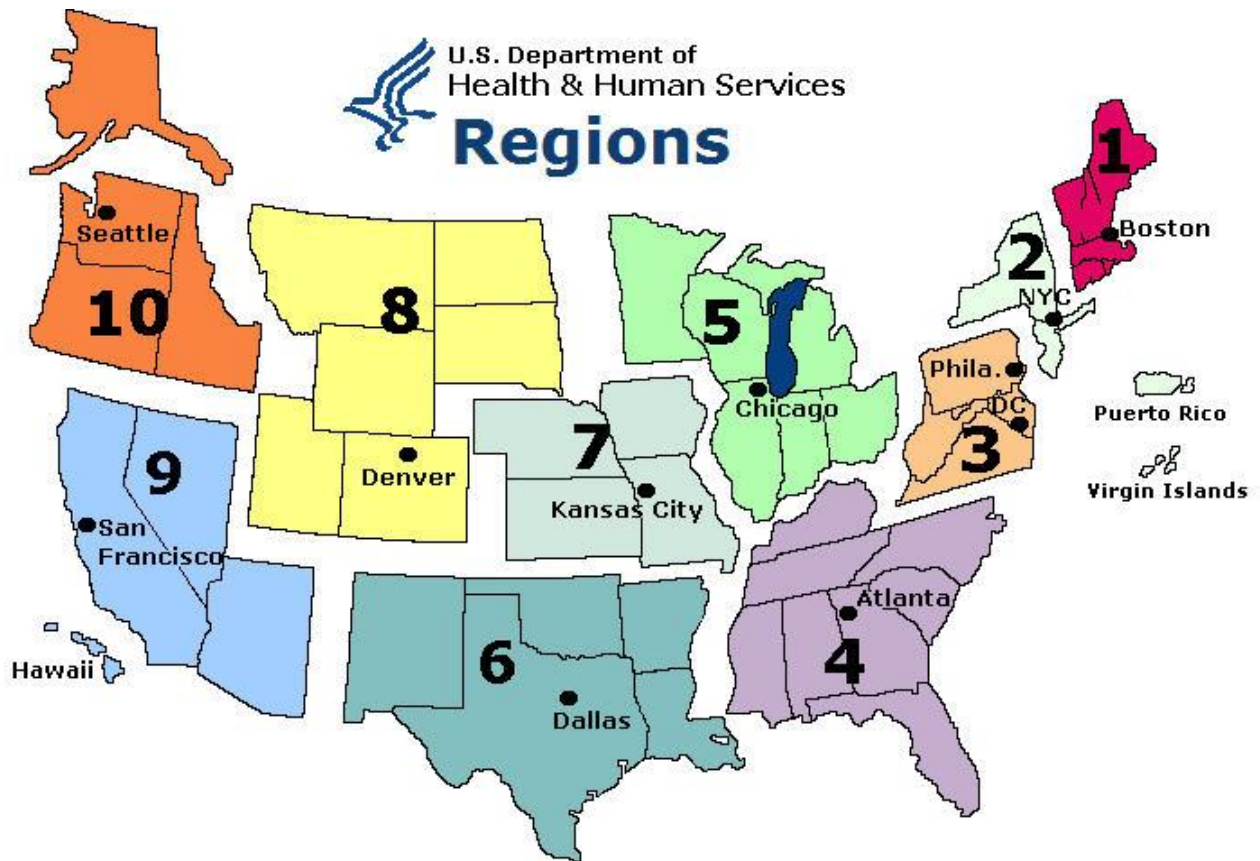 U.S. Department of
Health & Human Services
Regions
1
Boston
2
NYC
Seattle
10
8
5
Chicago
Phila.
DC
3
Puerto Rico
Virgin Islands
Denver
7
Kansas City
9
San
Francisco
Hawaii
6
Dallas
Atlanta
4